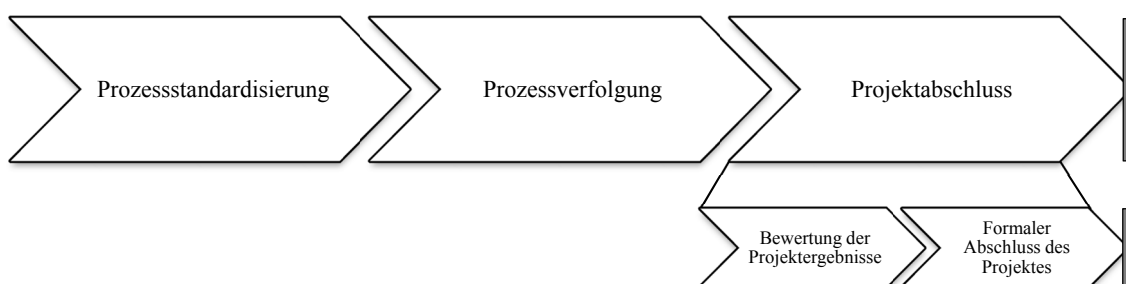 Prozessstandardisierung
Prozessverfolgung
Projektabschluss
Bewertung der
Projektergebnisse
Formaler
Abschluss des
Projektes